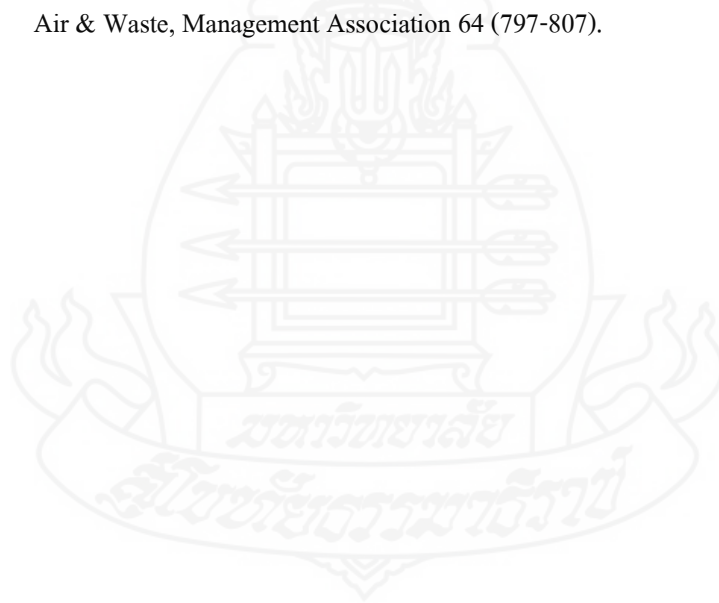 Air & Waste, Management Association 64 (797-807).
มหาวิทยาลัย
สุโขทัยธรรมาธิราช